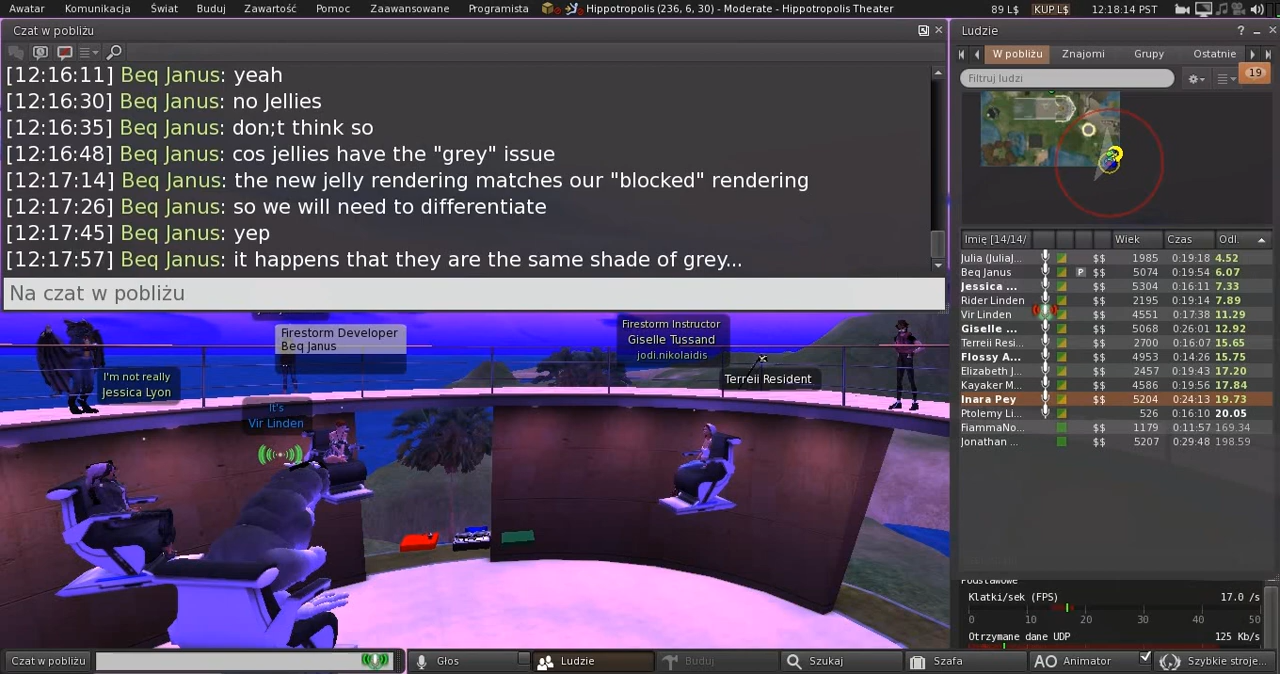 Awatar Komunikacja Świat Buduj Zawartość Pomoc Zaawansowane Programista Hippotropolis (236, 6, 30) - Moderate - Hippotropolis Theater 89 L$ KUP L$ 12:18:14 PST
Czat w pobliżu
[12:16:11] Beq Janus: yeah
[12:16:30] Beq Janus: no Jellies
[12:16:35] Beq Janus: don;t think so
[12:16:48] Beq Janus: cos jellies have the "grey" issue
[12:17:14] Beq Janus: the new jelly rendering matches our "blocked" rendering
[12:17:26] Beq Janus: so we will need to differentiate
[12:17:45] Beq Janus: yep
[12:17:57] Beq Janus: it happens that they are the same shade of grey...
Na czat w pobliżu
Firestorm Developer
Beq Janus
Firestorm Instructor
Giselle Tussand
jodi.nikolaidis
Terreii Resident
I'm not really
Jessica Lyon
It's
Vir Linden
Ludzie ?
W pobliżu Znajomi Grupy Ostatnie
19
Filtruj ludzi
Imię [14/14/ Wiek Czas Odl.
Julia (JuliaJ... $$ 1985 0:19:18 4.52
Beq Janus P $$ 5074 0:19:54 6.07
Jessica ... $$ 5304 0:16:11 7.33
Rider Linden $$ 2195 0:19:14 7.89
Vir Linden $$ 4551 0:17:38 11.29
Giselle ... $$ 5068 0:26:01 12.92
Terreii Resi... $$ 2700 0:16:07 15.65
Flossy A... $$ 4953 0:14:26 15.75
Elizabeth J... $$ 2457 0:19:43 17.20
Kayaker M... $$ 4586 0:19:56 17.84
Inara Pey $$ 5204 0:24:13 19.73
Ptolemy Li... 526 0:16:10 20.05
FiammaNo... $$ 1179 0:11:57 169.34
Jonathan ... $$ 5207 0:29:48 198.59
Podstawowe
Klatki/sek (FPS) 17.0 /s
0 10 20 30 40 50
Otrzymane dane UDP 125 Kb/s
Czat w pobliżu Głos Ludzie Buduj Szukaj Szafa AO Animator Szybkie stroje...